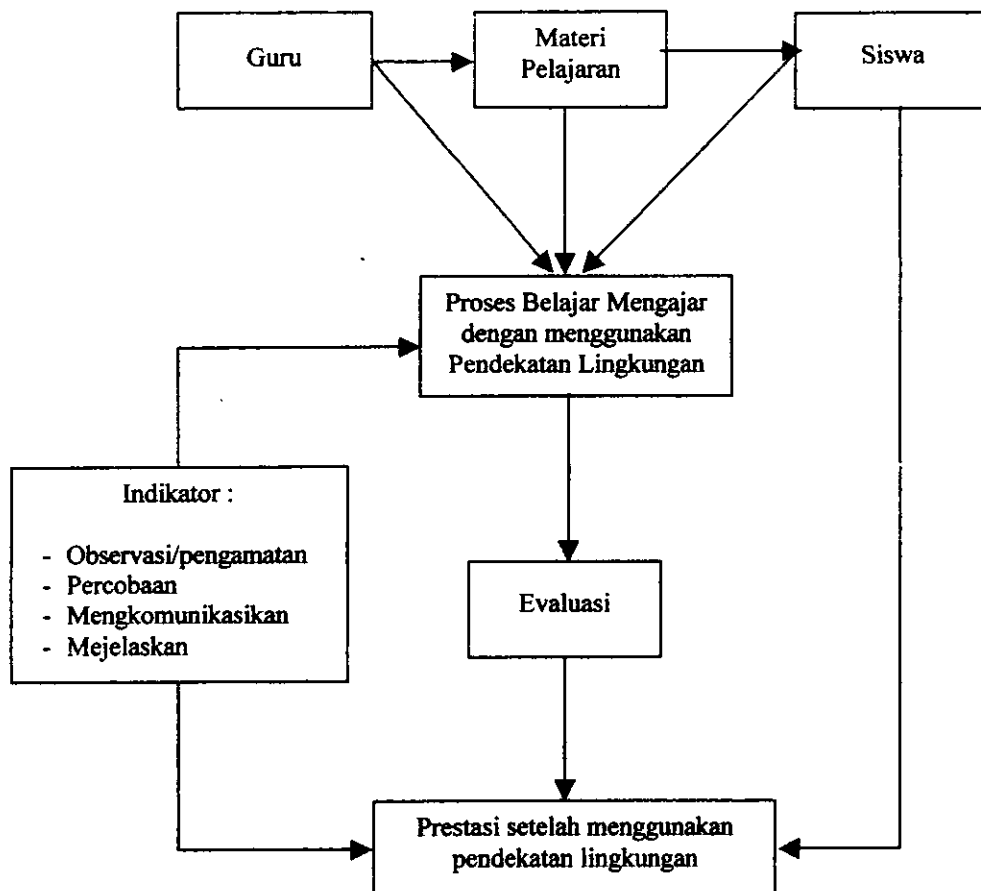 Guru
Materi
Pelajaran
Siswa
Proses Belajar Mengajar
dengan menggunakan
Pendekatan Lingkungan
Indikator :
- Observasi/pengamatan
- Percobaan
- Mengkomunikasikan
- Mejelaskan
Evaluasi
Prestasi setelah menggunakan
pendekatan lingkungan